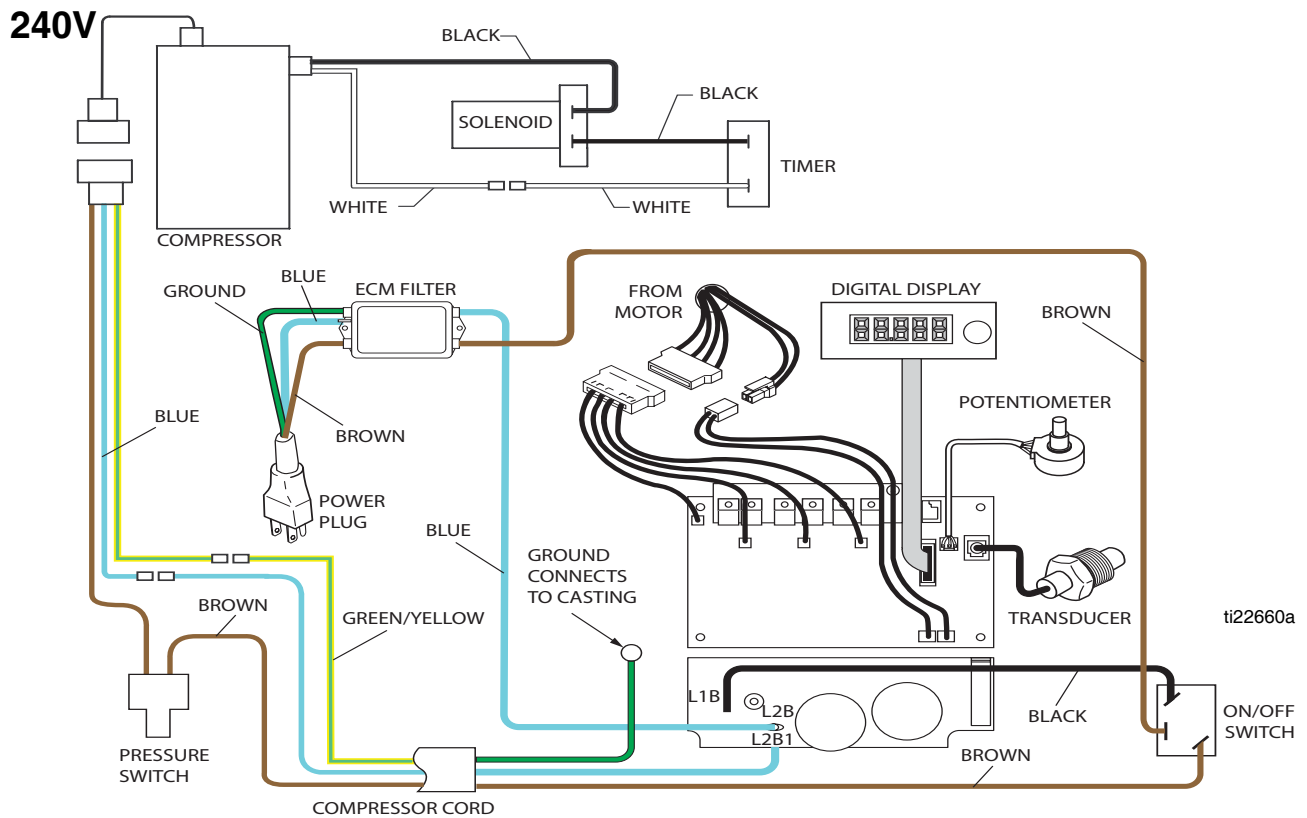 240V
BLACK
SOLENOID
BLACK
TIMER
WHITE
WHITE
COMPRESSOR
GROUND
BLUE
ECM FILTER
FROM
MOTOR
DIGITAL DISPLAY
BROWN
BLUE
BROWN
POTENTIOMETER
POWER
PLUG
BLUE
GROUND
CONNECTS
TO CASTING
BROWN
GREEN/YELLOW
TRANSDUCER
ti22660a
L1B
L2B
L2B1
BLACK
ON/OFF
SWITCH
PRESSURE
SWITCH
BROWN
COMPRESSOR CORD